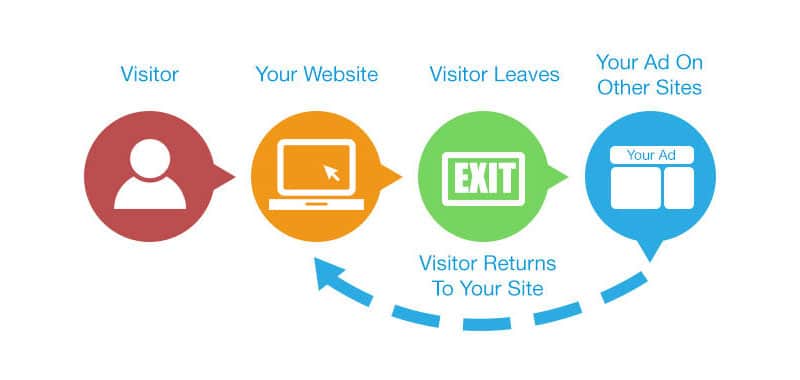 Visitor
Your Website
Visitor Leaves
Your Ad On
Other Sites
EXIT
Your Ad
Visitor Returns
To Your Site